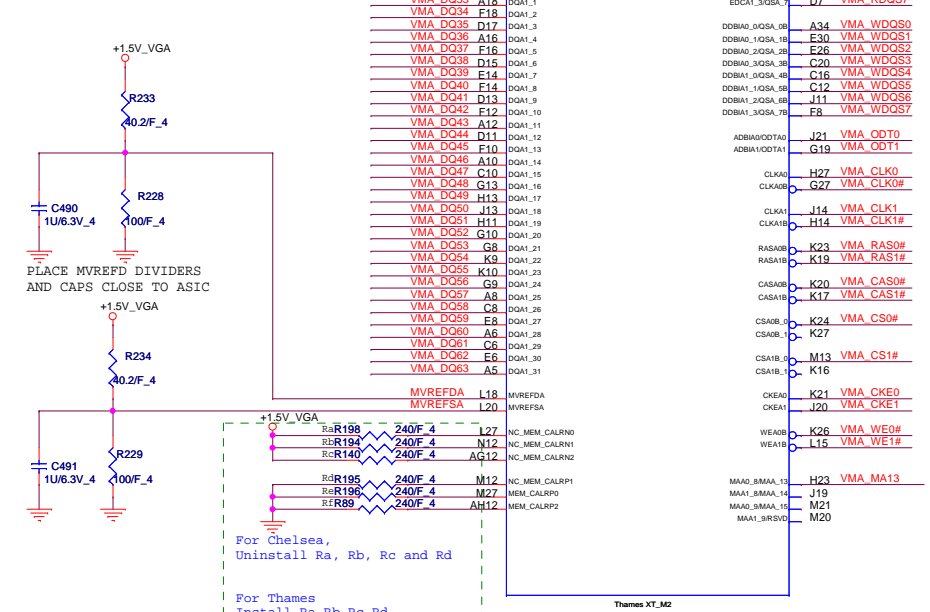 VMA_DQ33 A18 DQA1_1 EDCA1_3/QSA_7 D7 VMA_RDQS7
VMA_DQ34 F18 DQA1_2
VMA_DQ35 D17 DQA1_3 DDBIA0_0/QSA_0B A34 VMA_WDQS0
VMA_DQ36 A16 DQA1_4 DDBIA0_1/QSA_1B E30 VMA_WDQS1
VMA_DQ37 F16 DQA1_5 DDBIA0_2/QSA_2B E26 VMA_WDQS2
VMA_DQ38 D15 DQA1_6 DDBIA0_3/QSA_3B C20 VMA_WDQS3
VMA_DQ39 E14 DQA1_7 DDBIA1_0/QSA_4B C16 VMA_WDQS4
VMA_DQ40 F14 DQA1_8 DDBIA1_1/QSA_5B C12 VMA_WDQS5
VMA_DQ41 D13 DQA1_9 DDBIA1_2/QSA_6B J11 VMA_WDQS6
VMA_DQ42 F12 DQA1_10 DDBIA1_3/QSA_7B F8 VMA_WDQS7
VMA_DQ43 A12 DQA1_11
VMA_DQ44 D11 DQA1_12 ADBIA0/ODTA0 J21 VMA_ODT0
VMA_DQ45 F10 DQA1_13 ADBIA1/ODTA1 G19 VMA_ODT1
VMA_DQ46 A10 DQA1_14
VMA_DQ47 C10 DQA1_15 CLKA0 H27 VMA_CLK0
VMA_DQ48 G13 DQA1_16 CLKA0B G27 VMA_CLK0#
VMA_DQ49 H13 DQA1_17
VMA_DQ50 J13 DQA1_18 CLKA1 J14 VMA_CLK1
VMA_DQ51 H11 DQA1_19 CLKA1B H14 VMA_CLK1#
VMA_DQ52 G10 DQA1_20
VMA_DQ53 G8 DQA1_21 RASA0B K23 VMA_RAS0#
VMA_DQ54 K9 DQA1_22 RASA1B K19 VMA_RAS1#
VMA_DQ55 K10 DQA1_23
VMA_DQ56 G9 DQA1_24 CASA0B K20 VMA_CAS0#
VMA_DQ57 A8 DQA1_25 CASA1B K17 VMA_CAS1#
VMA_DQ58 C8 DQA1_26
VMA_DQ59 E8 DQA1_27 CSA0B_0 K24 VMA_CS0#
VMA_DQ60 A6 DQA1_28 CSA0B_1 K27
VMA_DQ61 C6 DQA1_29
VMA_DQ62 E6 DQA1_30 CSA1B_0 M13 VMA_CS1#
VMA_DQ63 A5 DQA1_31 CSA1B_1 K16
MVREFDA L18 MVREFDA CKEA0 K21 VMA_CKE0
MVREFSA L20 MVREFSA CKEA1 J20 VMA_CKE1
+1.5V_VGA
Ra R198 240/F_4 L27 NC_MEM_CALRN0 WEA0B K26 VMA_WE0#
Rb R194 240/F_4 N12 NC_MEM_CALRN1 WEA1B L15 VMA_WE1#
Rc R140 240/F_4 AG12 NC_MEM_CALRN2
Rd R195 240/F_4 M12 NC_MEM_CALRP1 MAA0_8/MAA_13 H23 VMA_MA13
Re R196 240/F_4 M27 MEM_CALRP0 MAA1_8/MAA_14 J19
Rf R89 240/F_4 AH12 MEM_CALRP2 MAA0_9/MAA_15 M21
MAA1_9/RSVD M20
+1.5V_VGA
R233
40.2/F_4
C490
1U/6.3V_4
R228
100/F_4
PLACE MVREFD DIVIDERS
AND CAPS CLOSE TO ASIC
+1.5V_VGA
R234
40.2/F_4
C491
1U/6.3V_4
R229
100/F_4
For Chelsea,
Uninstall Ra, Rb, Rc and Rd
For Thames
Install Ra Rb Rc Rd
Thames XT_M2